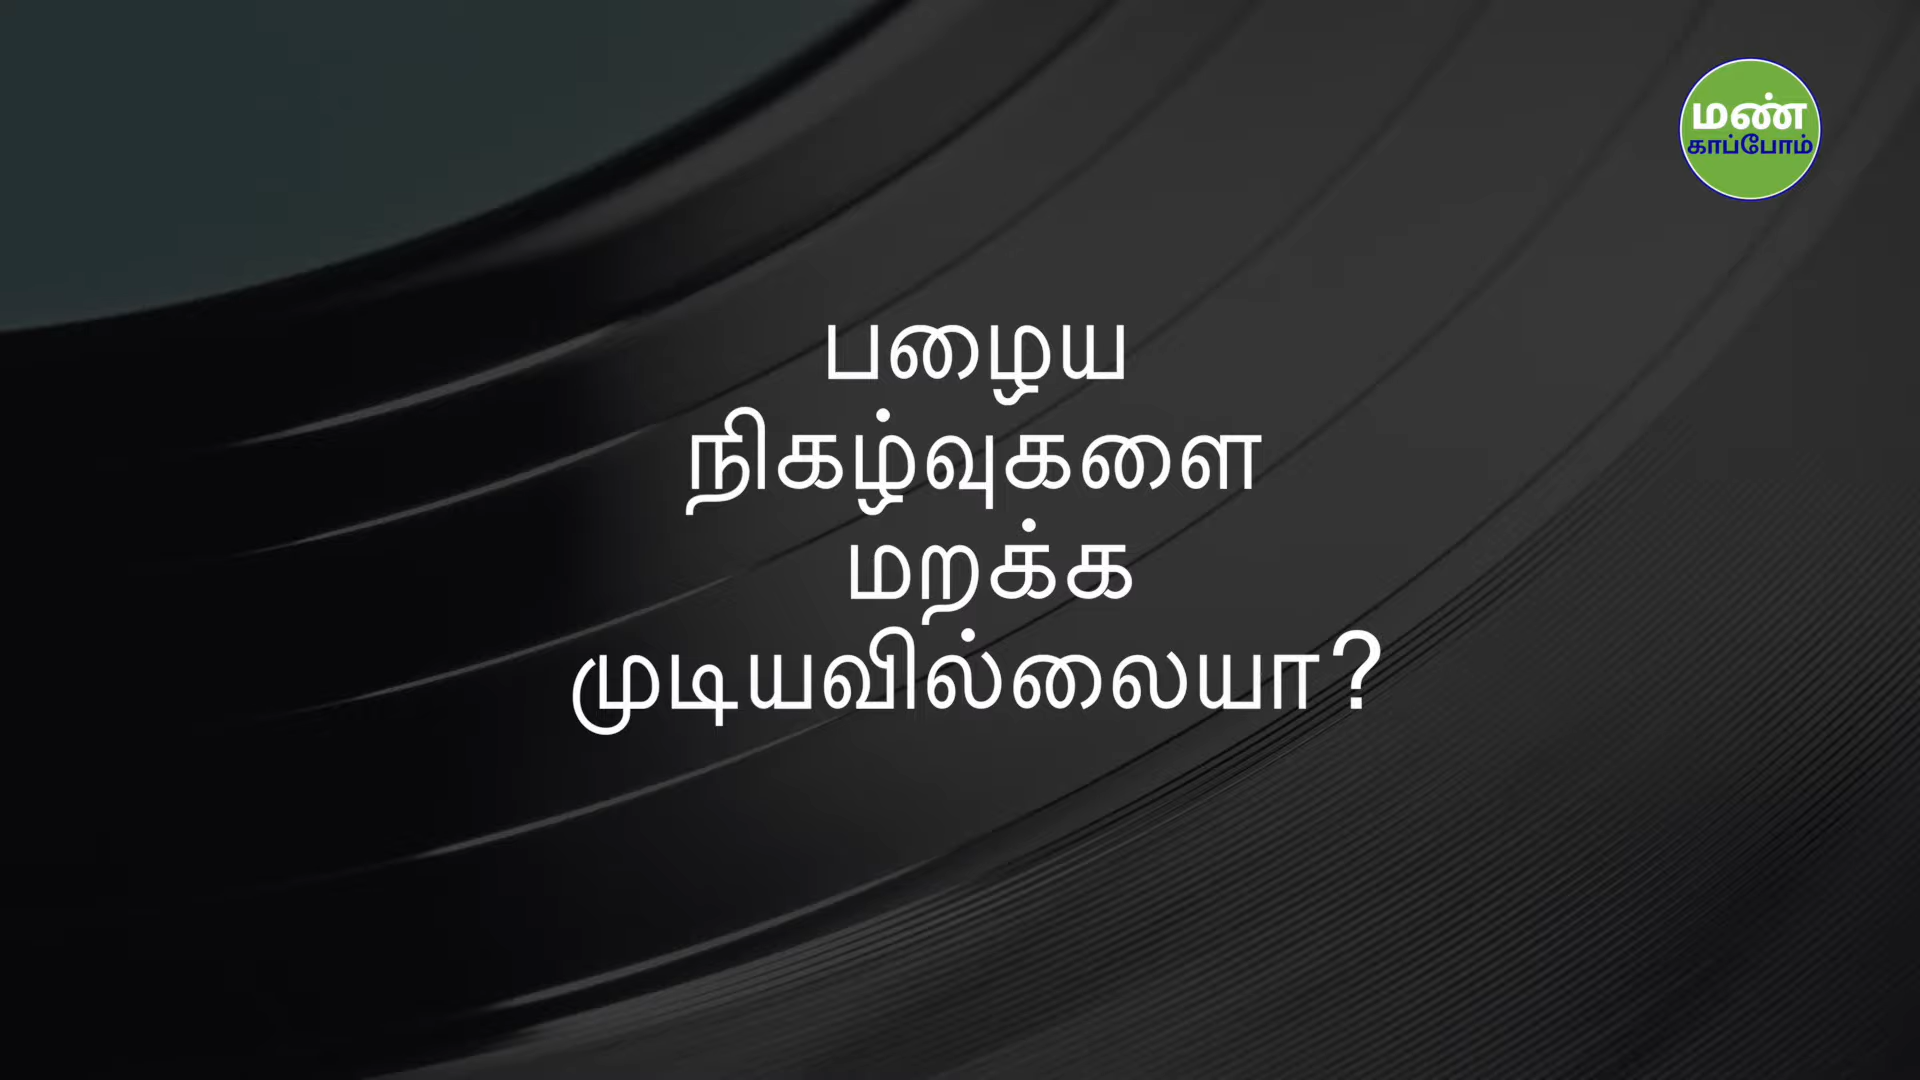 மண்
காப்போம்
பழைய
நிகழ்வுகளை
மறக்க
முடியவில்லையா?